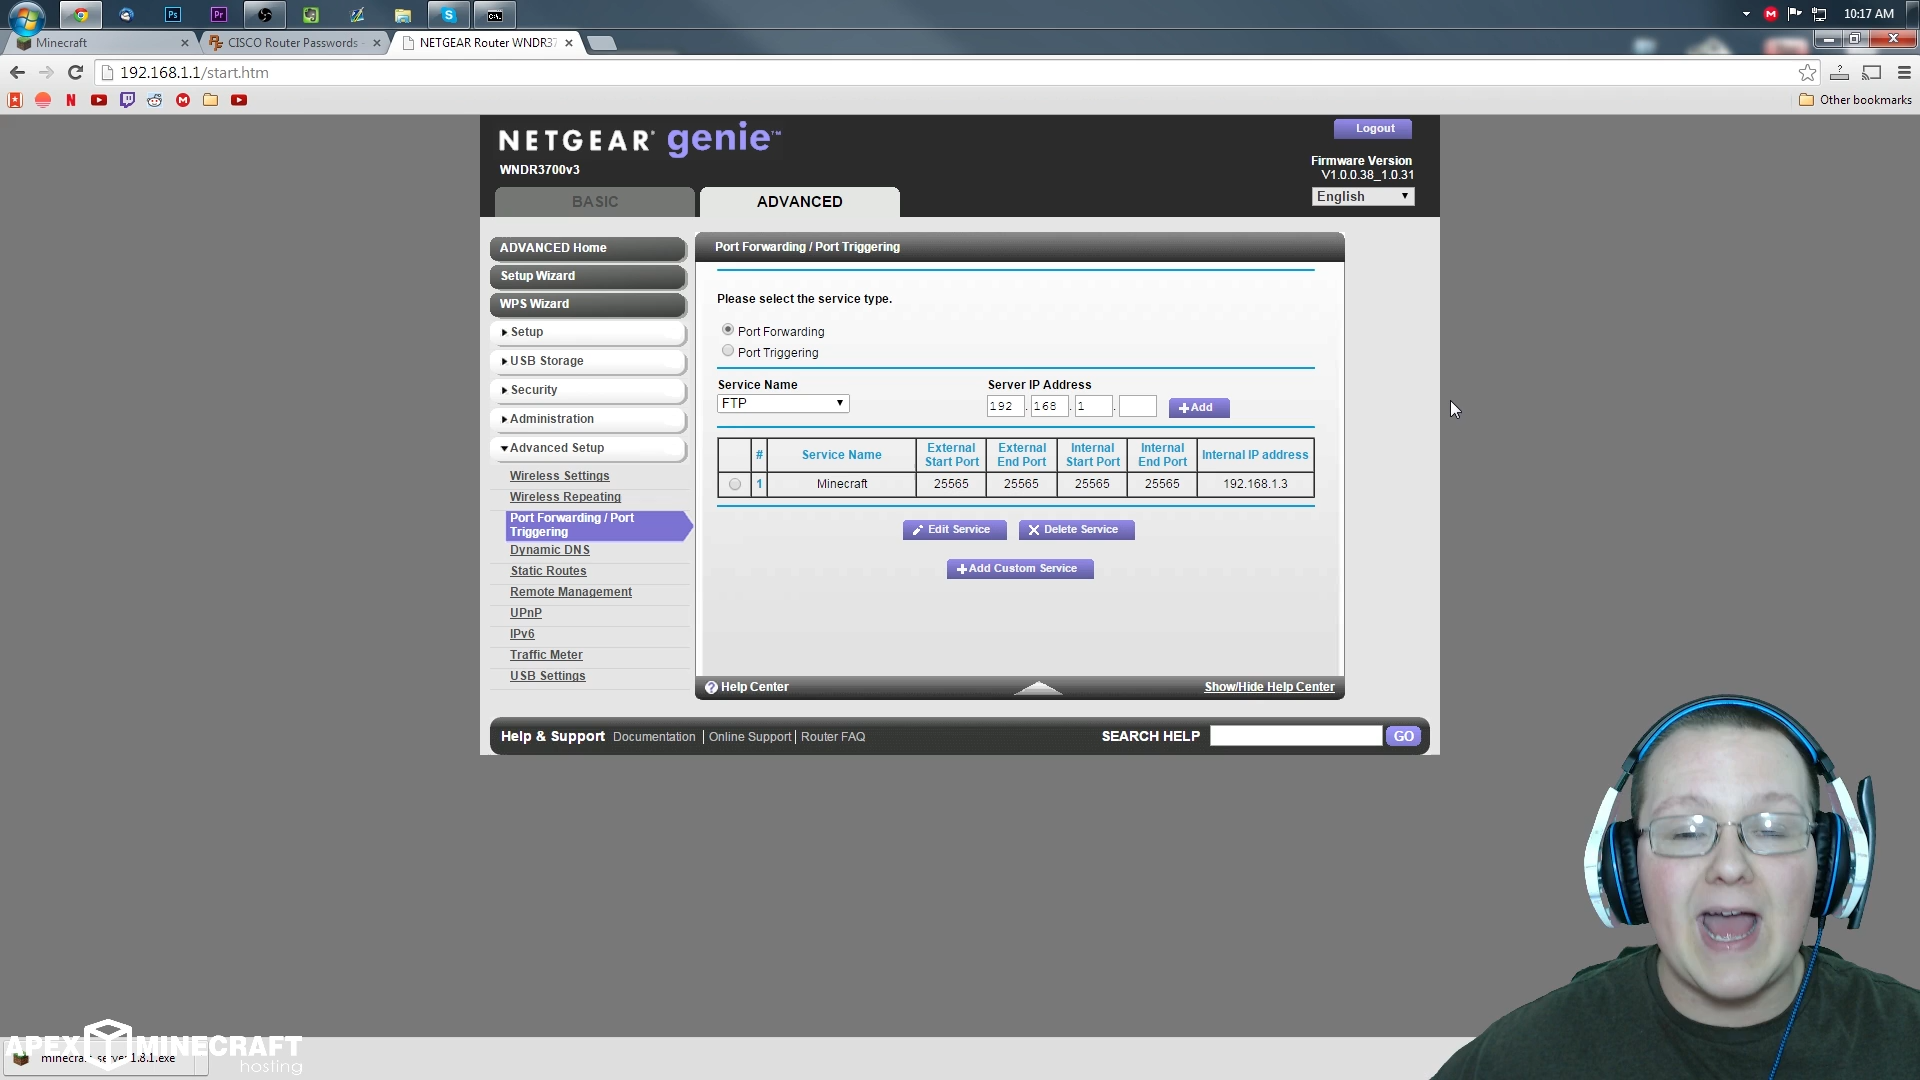 10:17 AM
Minecraft
CISCO Router Passwords -
NETGEAR Router WNDR37
192.168.1.1/start.htm
Other bookmarks
NETGEAR genie™
WNDR3700v3
Logout
Firmware Version
V1.0.0.38_1.0.31
English
BASIC
ADVANCED
ADVANCED Home
Setup Wizard
WPS Wizard
Setup
USB Storage
Security
Administration
Advanced Setup
Wireless Settings
Wireless Repeating
Port Forwarding / Port
Triggering
Dynamic DNS
Static Routes
Remote Management
UPnP
IPv6
Traffic Meter
USB Settings
Port Forwarding / Port Triggering
Please select the service type.
Port Forwarding
Port Triggering
Service Name
Server IP Address
FTP
192 . 168 . 1 .
+Add
# Service Name External Start Port External End Port Internal Start Port Internal End Port Internal IP address
1 Minecraft 25565 25565 25565 25565 192.168.1.3
Edit Service
Delete Service
+Add Custom Service
Help Center
Show/Hide Help Center
Help & Support Documentation | Online Support | Router FAQ
SEARCH HELP
GO
APEX MINECRAFT
hosting